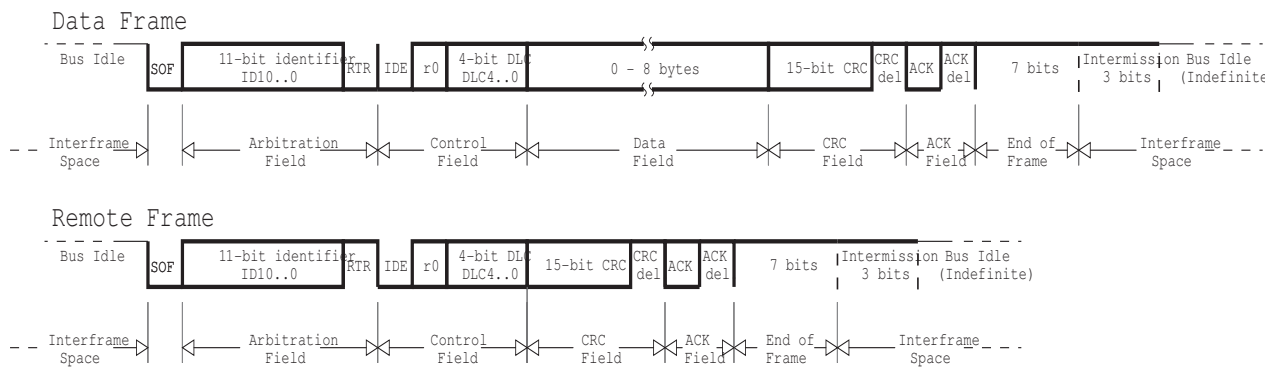 Data Frame
Bus Idle
SOF
11-bit identifier
ID10..0
RTR
IDE
r0
4-bit DLC
DLC4..0
0 - 8 bytes
15-bit CRC
CRC
del
ACK
ACK
del
7 bits
Intermission
3 bits
Bus Idle
(Indefinite
Interframe
Space
Arbitration
Field
Control
Field
Data
Field
CRC
Field
ACK
Field
End of
Frame
Interframe
Space
Remote Frame
Bus Idle
SOF
11-bit identifier
ID10..0
RTR
IDE
r0
4-bit DLC
DLC4..0
15-bit CRC
CRC
del
ACK
ACK
del
7 bits
Intermission
3 bits
Bus Idle
(Indefinite)
Interframe
Space
Arbitration
Field
Control
Field
CRC
Field
ACK
Field
End of
Frame
Interframe
Space